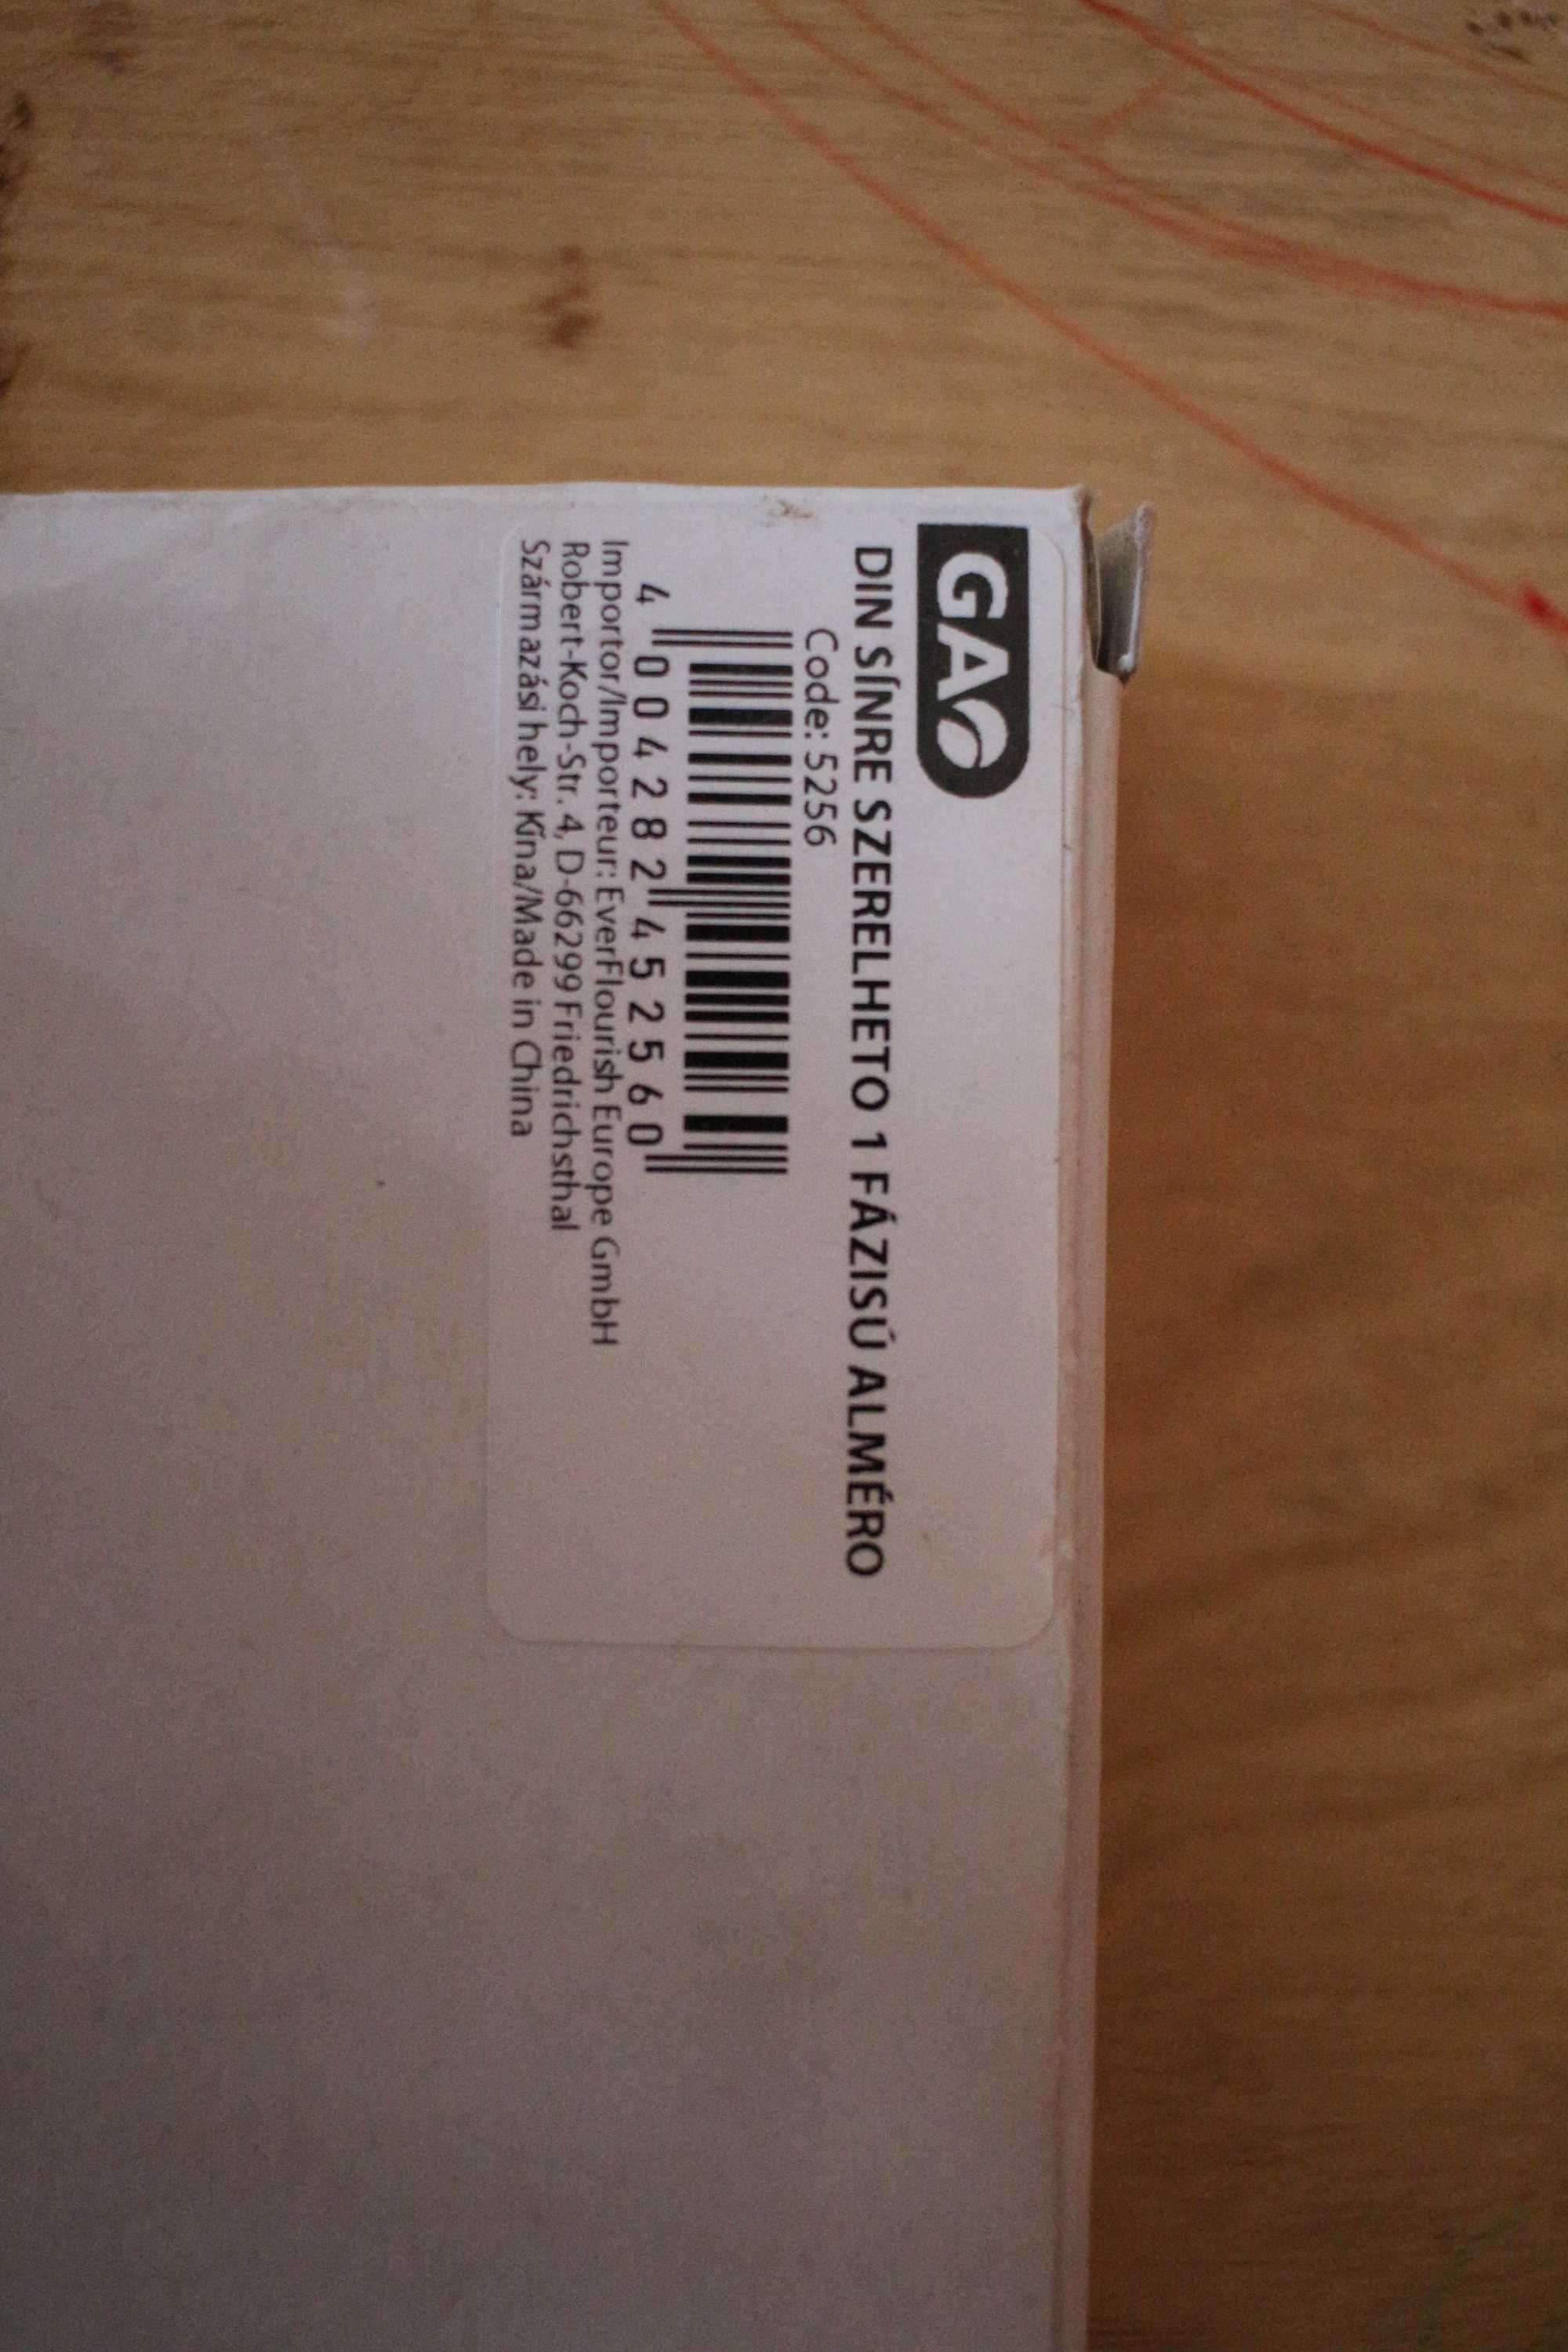 GAO
DIN SÍNRE SZERELHETO 1 FÁZISÚ ALMÉRO
Code: 5256
4 004282 452560
Importor/Importeur: EverFlourish Europe GmbH
Robert-Koch-Str. 4, D-66299 Friedrichsthal
Származási hely: Kína/Made in China